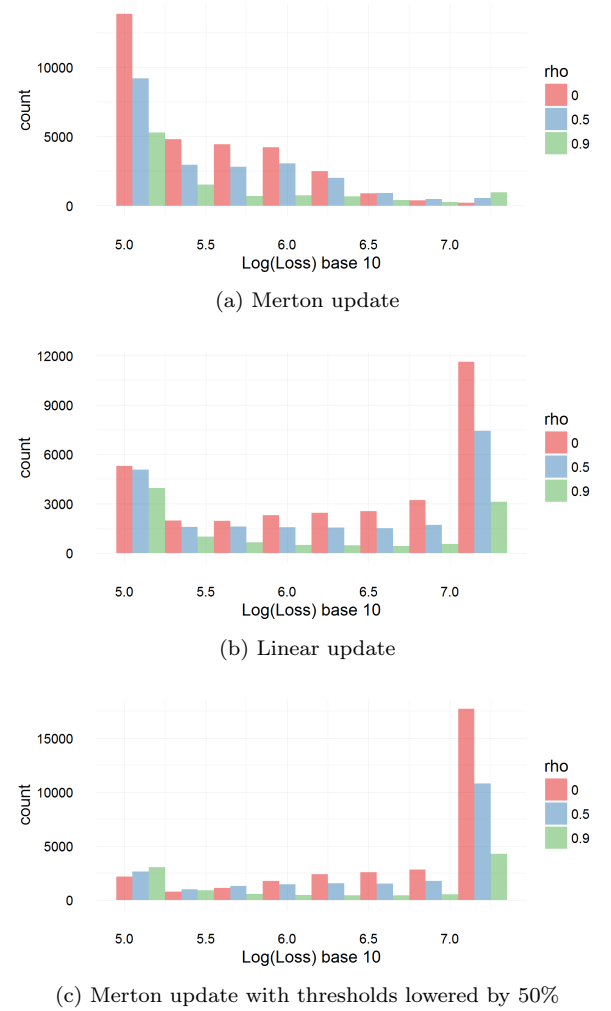 count
10000
5000
0
5.0 5.5 6.0 6.5 7.0
Log(Loss) base 10
rho
0
0.5
0.9
(a) Merton update
count
12000
9000
6000
3000
0
5.0 5.5 6.0 6.5 7.0
Log(Loss) base 10
rho
0
0.5
0.9
(b) Linear update
count
15000
10000
5000
0
5.0 5.5 6.0 6.5 7.0
Log(Loss) base 10
rho
0
0.5
0.9
(c) Merton update with thresholds lowered by 50%